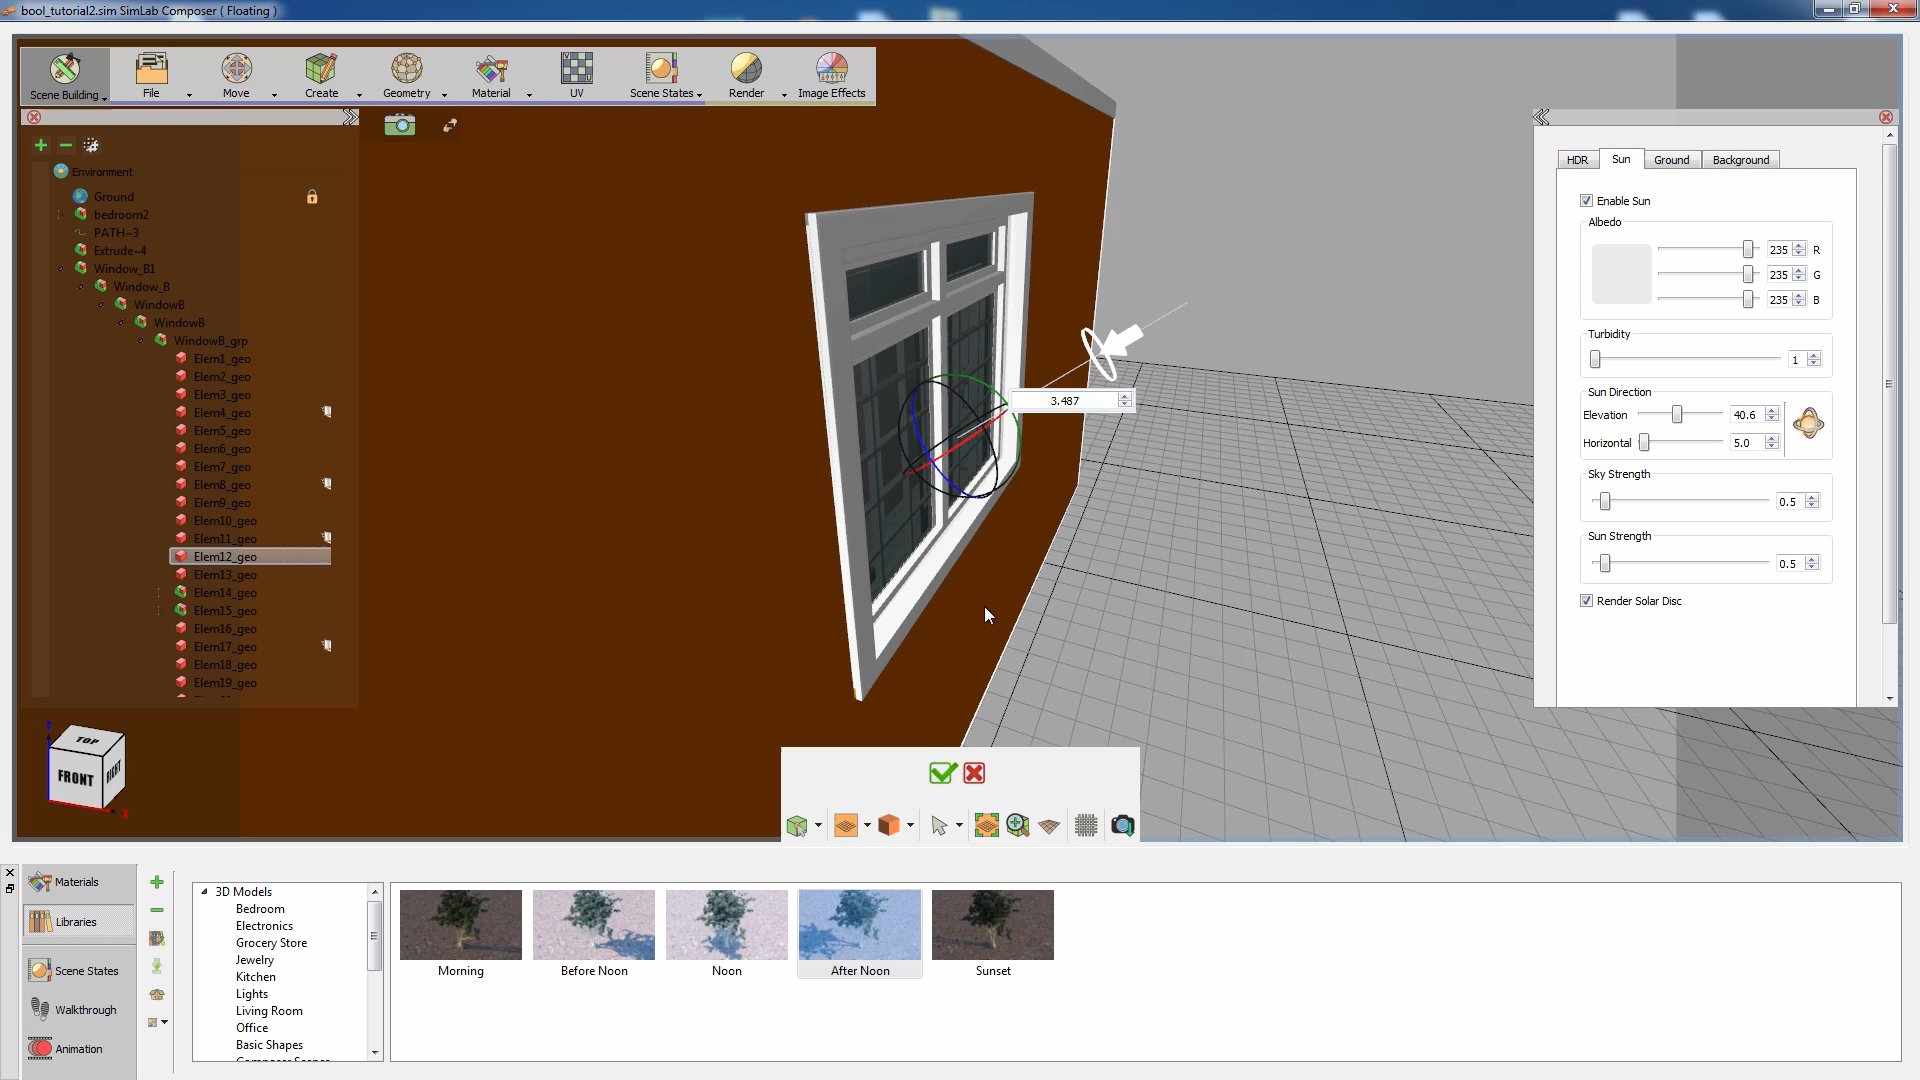 bool_tutorial2.sim SimLab Composer ( Floating )
Scene Building
File
Move
Create
Geometry
Material
UV
Scene States
Render
Image Effects
Environment
Ground
bedroom2
PATH~3
Extrude~4
Window_B1
Window_B
WindowB
WindowB
WindowB_grp
Elem1_geo
Elem2_geo
Elem3_geo
Elem4_geo
Elem5_geo
Elem6_geo
Elem7_geo
Elem8_geo
Elem9_geo
Elem10_geo
Elem11_geo
Elem12_geo
Elem13_geo
Elem14_geo
Elem15_geo
Elem16_geo
Elem17_geo
Elem18_geo
Elem19_geo
TOP
FRONT
RIGHT
3.487
HDR
Sun
Ground
Background
Enable Sun
Albedo
235 R
235 G
235 B
Turbidity
1
Sun Direction
Elevation 40.6
Horizontal 5.0
Sky Strength
0.5
Sun Strength
0.5
Render Solar Disc
Materials
Libraries
Scene States
Walkthrough
Animation
3D Models
Bedroom
Electronics
Grocery Store
Jewelry
Kitchen
Lights
Living Room
Office
Basic Shapes
Morning
Before Noon
Noon
After Noon
Sunset